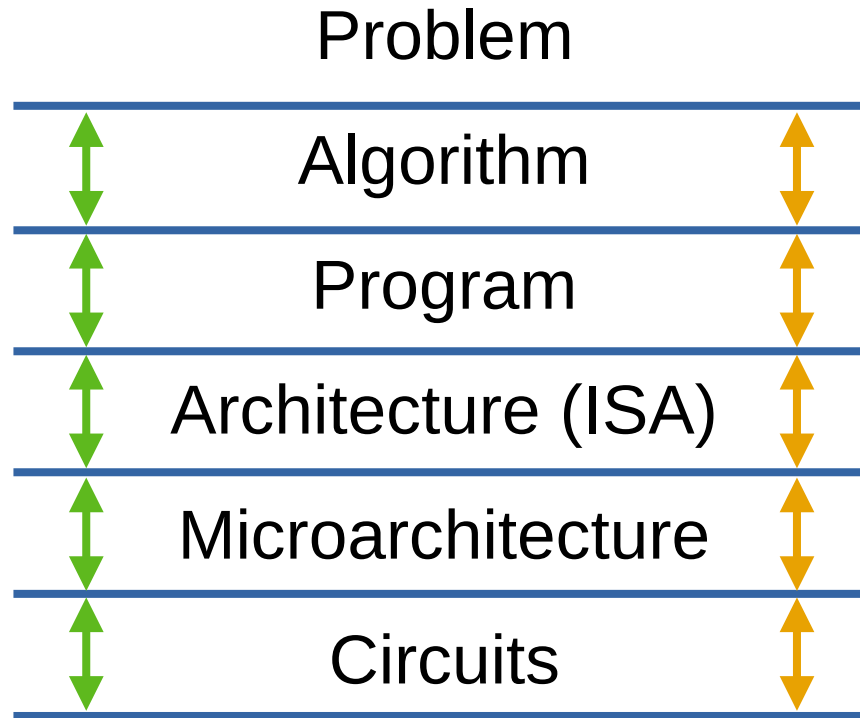 Problem
Algorithm
Program
Architecture (ISA)
Microarchitecture
Circuits